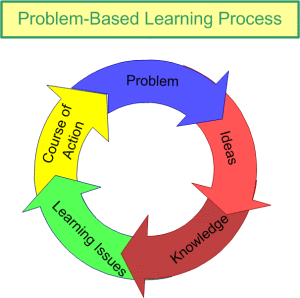 Problem-Based Learning Process
Problem
Ideas
Knowledge
Learning Issues
Course of
Action